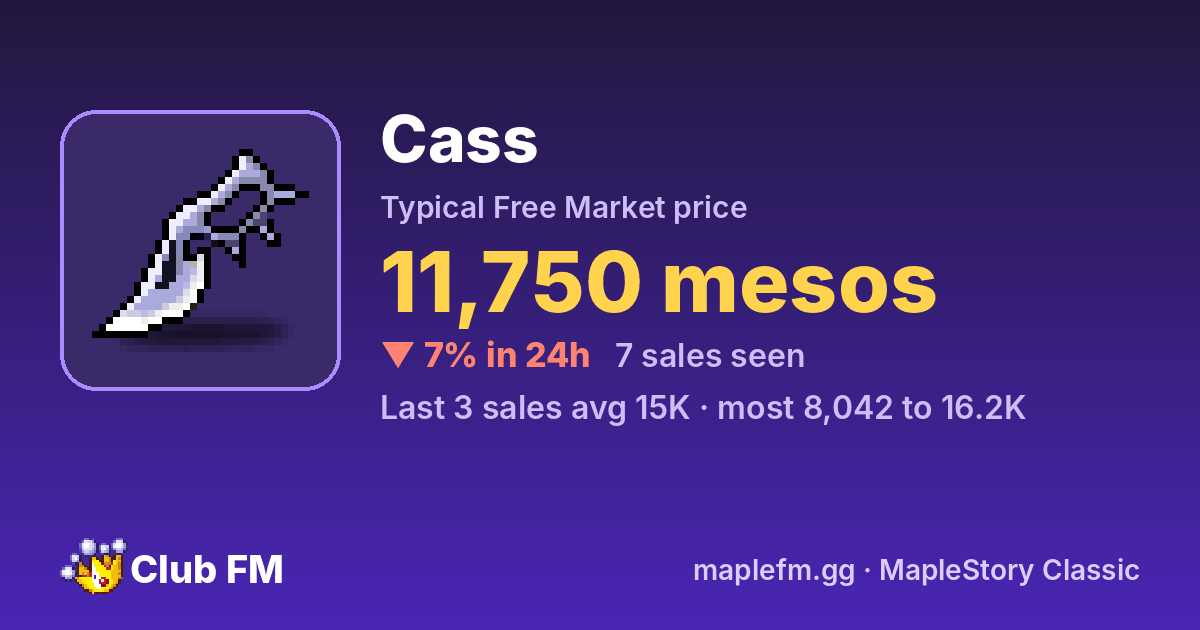 Cass
Typical Free Market price
11,750 mesos
▼ 7% in 24h 7 sales seen
Last 3 sales avg 15K · most 8,042 to 16.2K
Club FM
maplefm.gg · MapleStory Classic